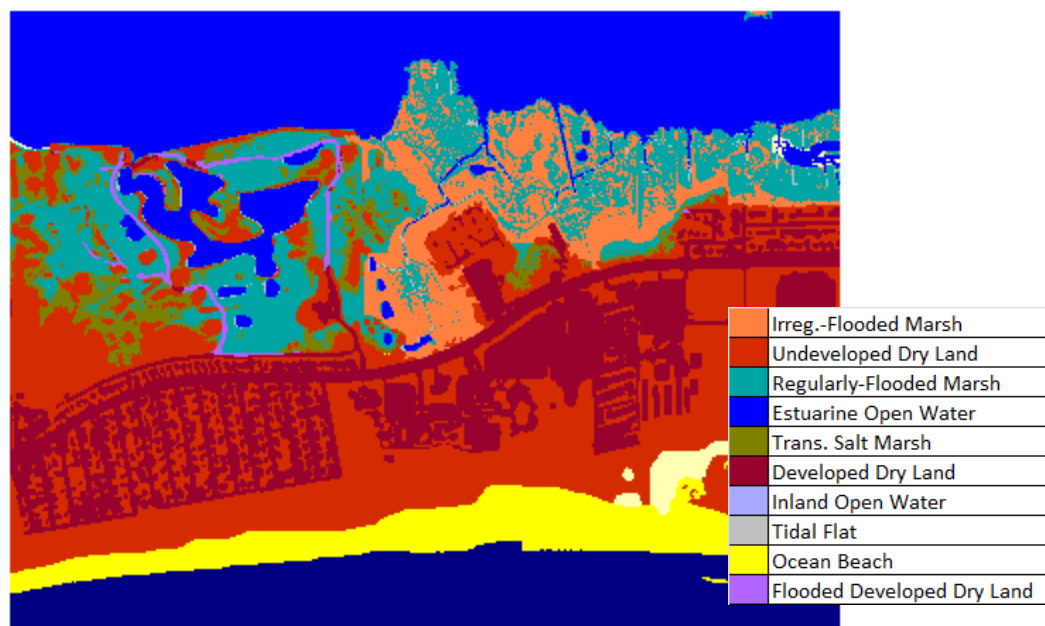 Irreg.-Flooded Marsh
Undeveloped Dry Land
Regularly-Flooded Marsh
Estuarine Open Water
Trans. Salt Marsh
Developed Dry Land
Inland Open Water
Tidal Flat
Ocean Beach
Flooded Developed Dry Land